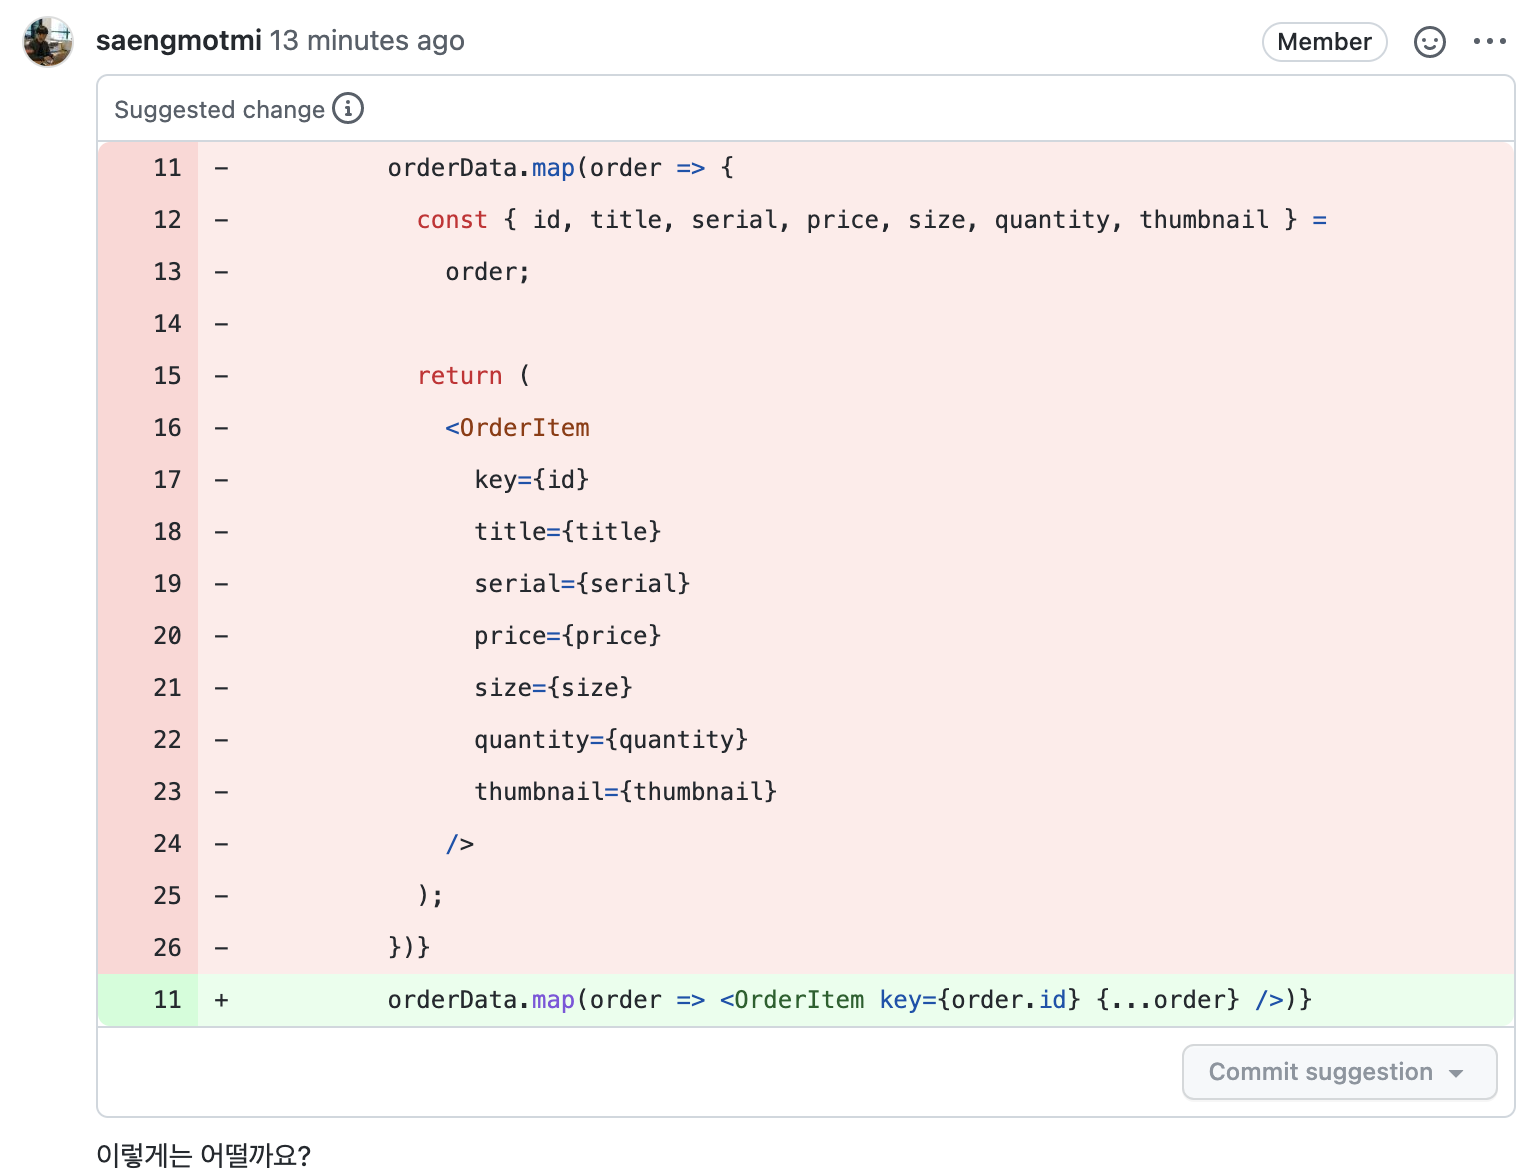 saengmotmi 13 minutes ago Member
Suggested change
11 - orderData.map(order => {
12 - const { id, title, serial, price, size, quantity, thumbnail } =
13 - order;
14 -
15 - return (
16 - <OrderItem
17 - key={id}
18 - title={title}
19 - serial={serial}
20 - price={price}
21 - size={size}
22 - quantity={quantity}
23 - thumbnail={thumbnail}
24 - />
25 - );
26 - })}
11 + orderData.map(order => <OrderItem key={order.id} {...order} />)}
Commit suggestion
이렇게는 어떨까요?